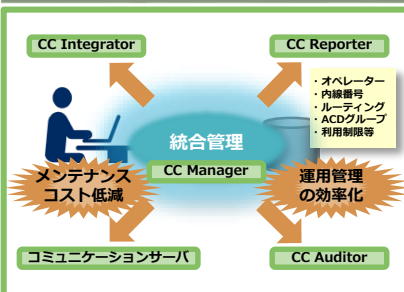 CC Integrator
CC Reporter
・オペレーター
・内線番号
・ルーティング
・ACDグループ
・利用制限等
統合管理
CC Manager
メンテナンス
コスト低減
運用管理
の効率化
コミュニケーションサーバ
CC Auditor